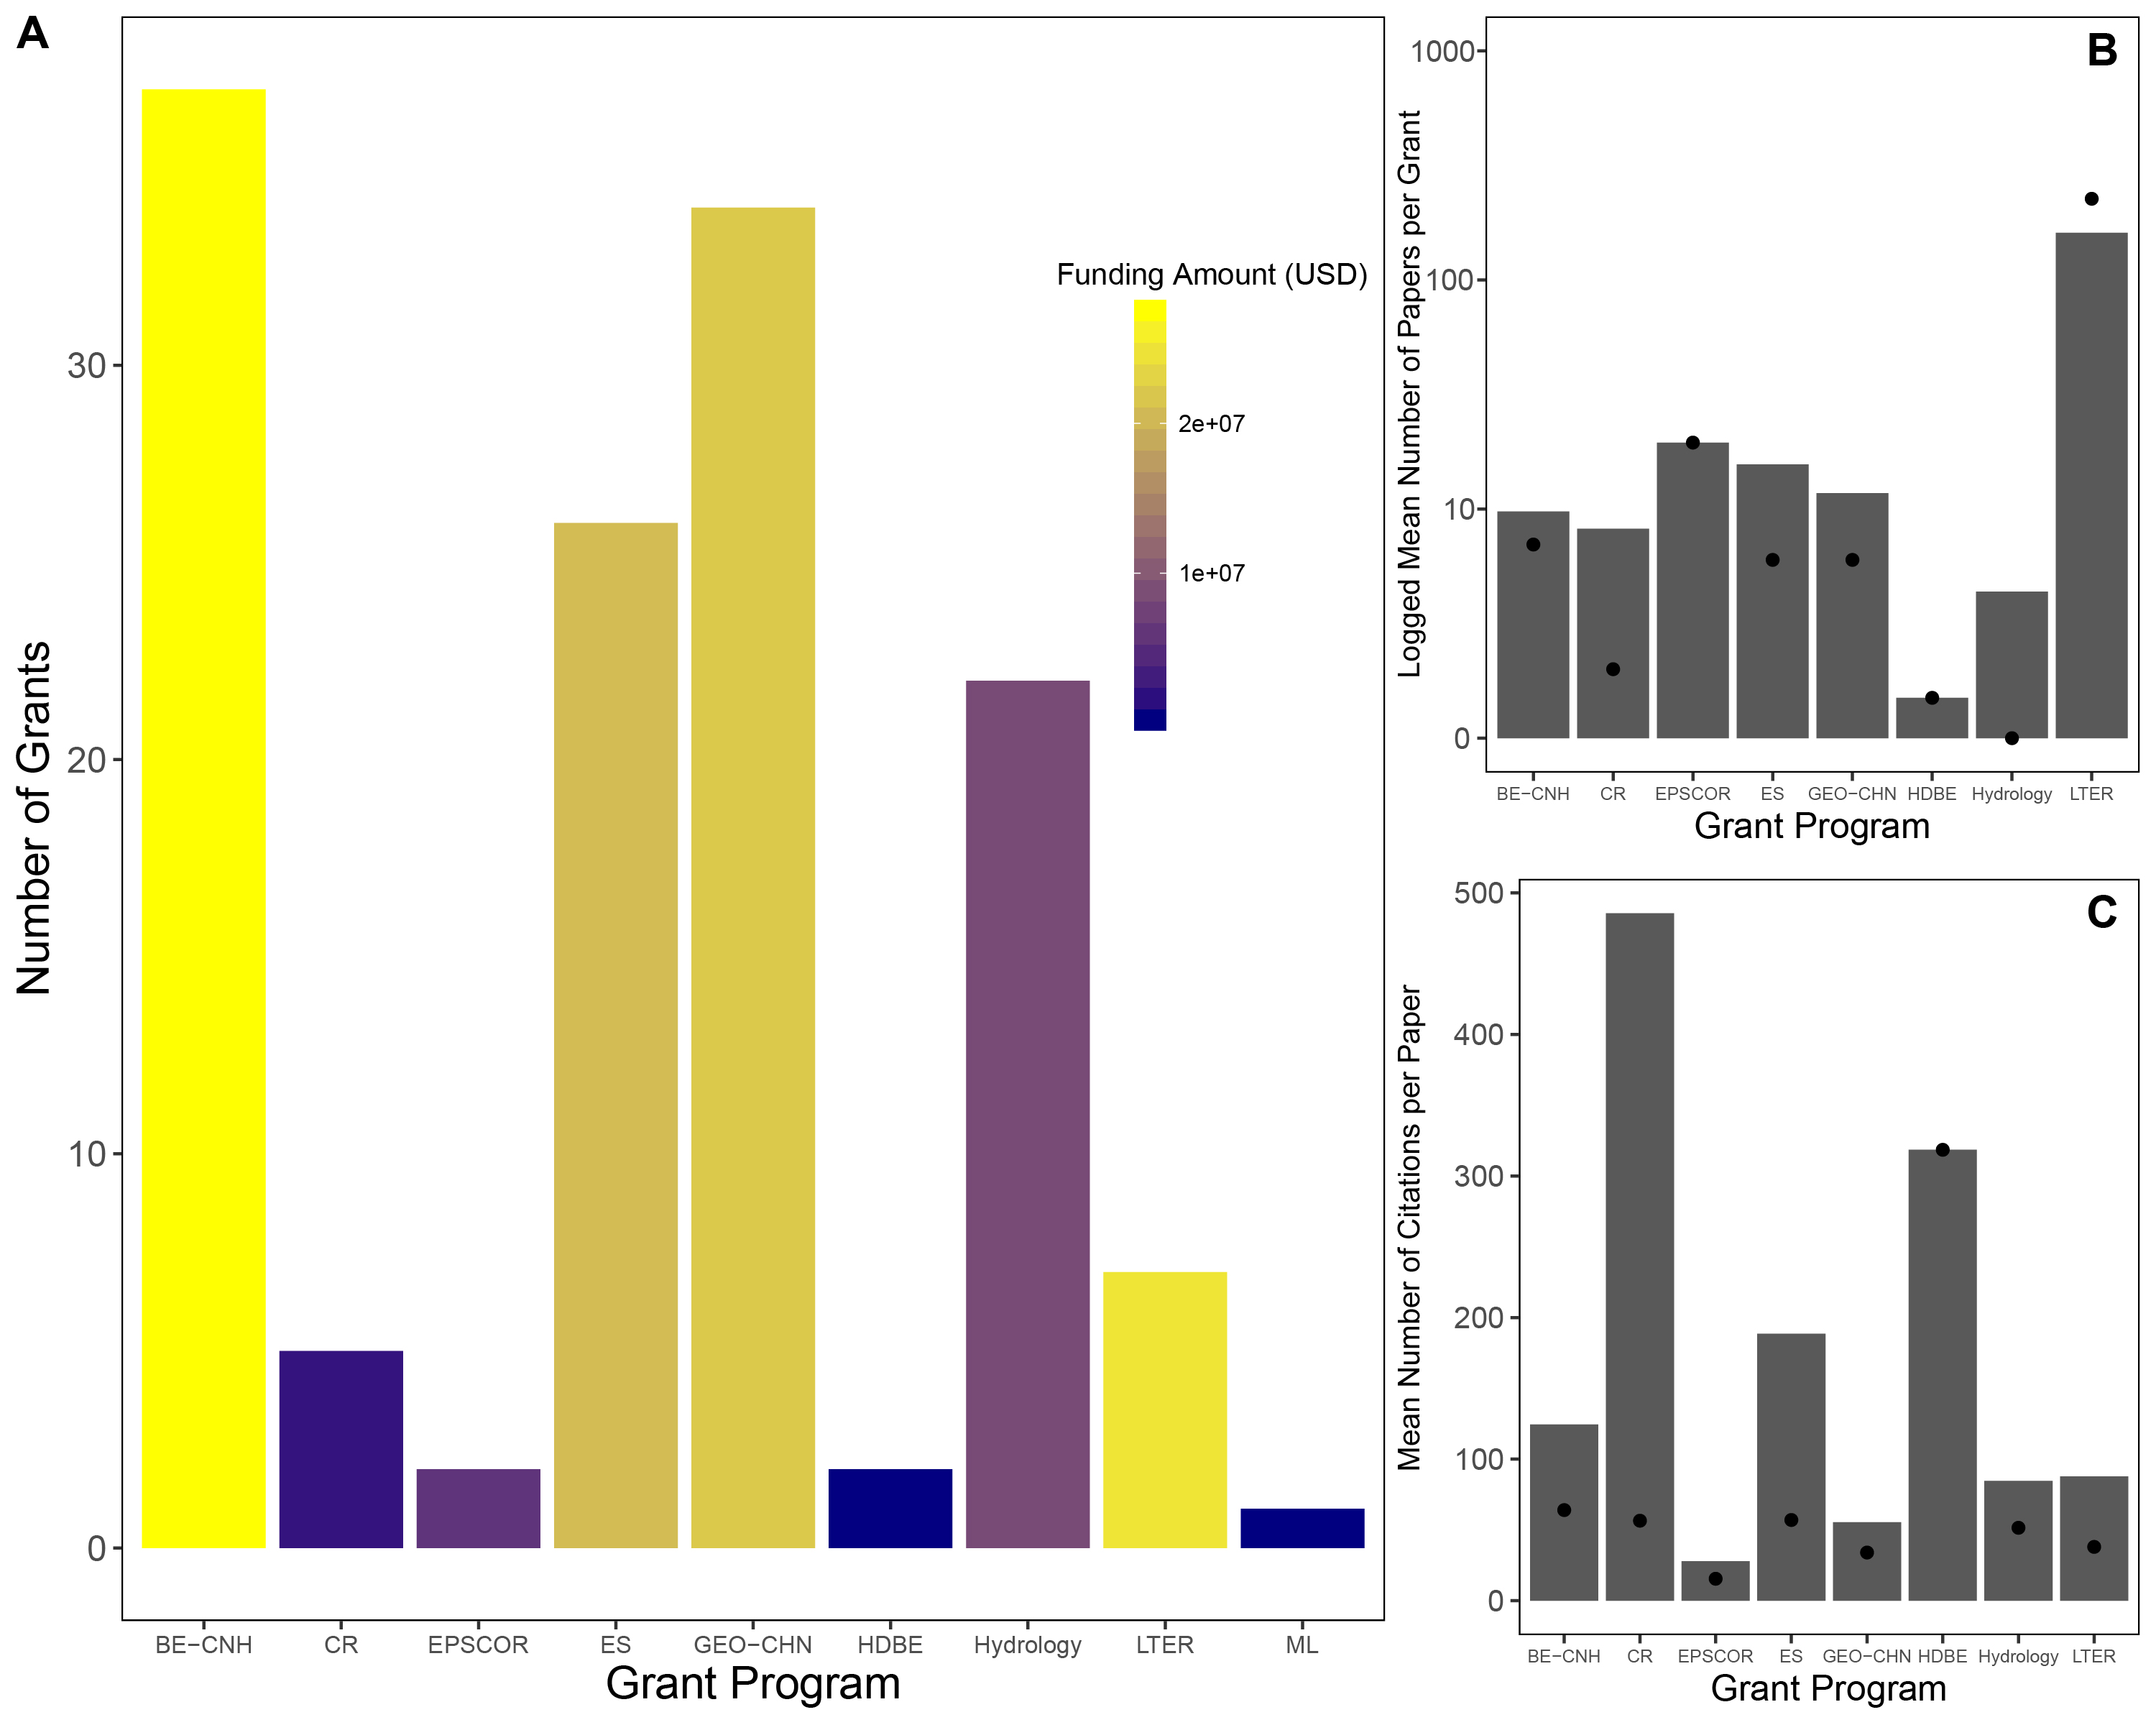 A
Number of Grants
30
20
10
0
BE−CNH CR EPSCOR ES GEO−CHN HDBE Hydrology LTER ML
Grant Program
Funding Amount (USD)
2e+07
1e+07
B
Logged Mean Number of Papers per Grant
1000
100
10
0
BE−CNH CR EPSCOR ES GEO−CHN HDBE Hydrology LTER
Grant Program
C
Mean Number of Citations per Paper
500
400
300
200
100
0
BE−CNH CR EPSCOR ES GEO−CHN HDBE Hydrology LTER
Grant Program